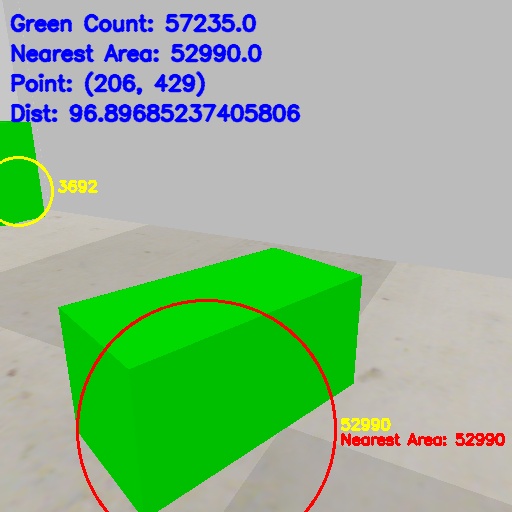 Green Count: 57235.0
Nearest Area: 52990.0
Point: (206, 429)
Dist: 96.89685237405806
3692
52990
Nearest Area: 52990